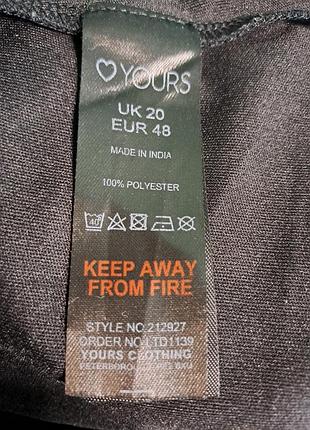 YOURS
UK 20
EUR 48
MADE IN INDIA
100% POLYESTER
40
KEEP AWAY
FROM FIRE
STYLE NO:212927
ORDER NO:LTD1139
YOURS CLOTHING